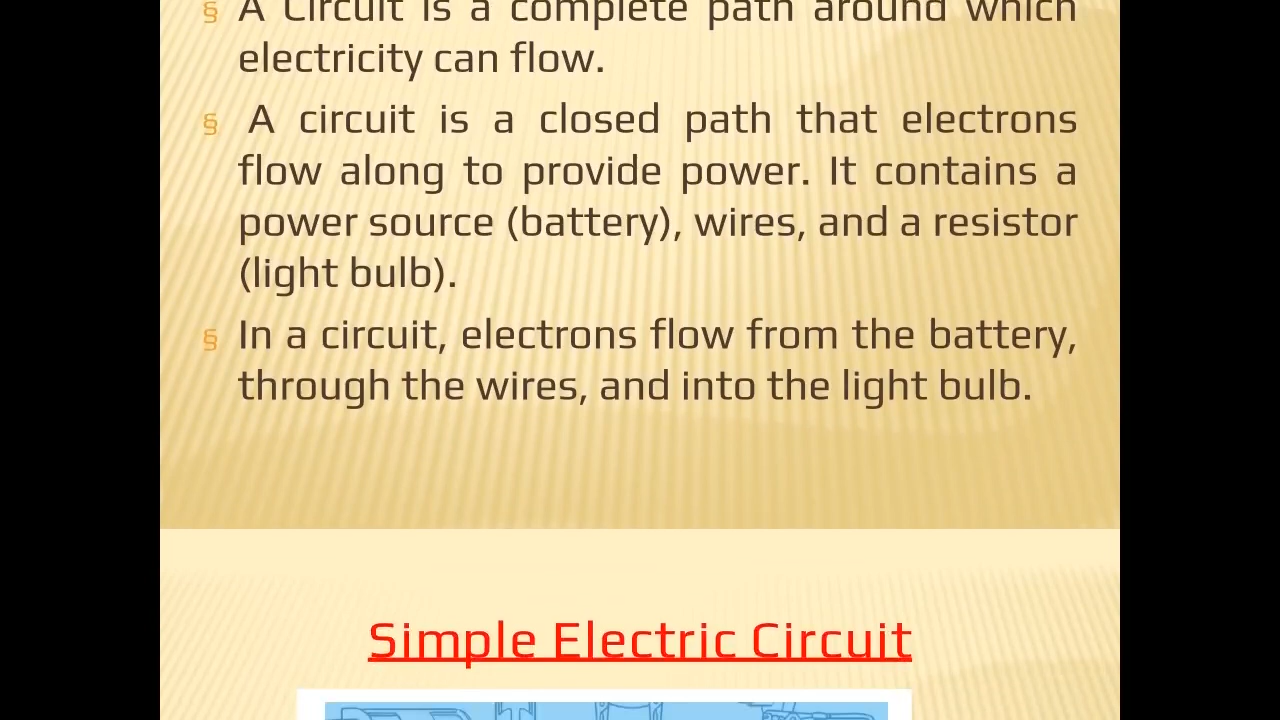 § A Circuit is a complete path around which
electricity can flow.
§ A circuit is a closed path that electrons
flow along to provide power. It contains a
power source (battery), wires, and a resistor
(light bulb).
§ In a circuit, electrons flow from the battery,
through the wires, and into the light bulb.
Simple Electric Circuit